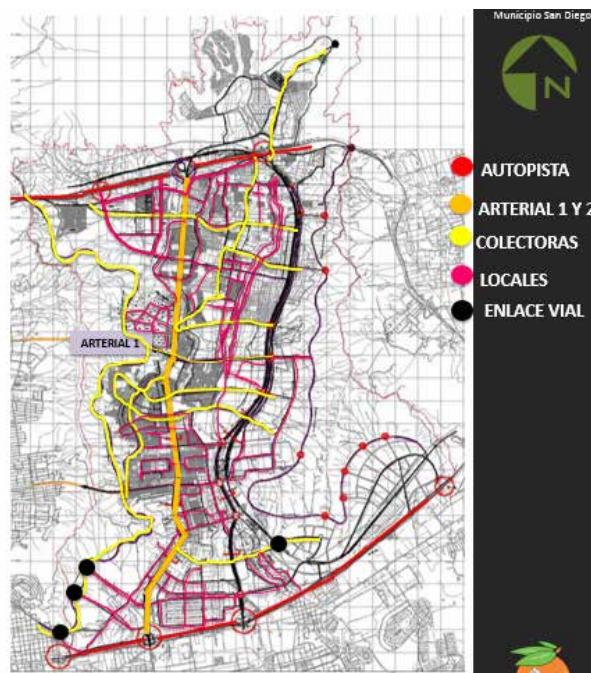 Municipio San Diego
N
AUTOPISTA
ARTERIAL 1 Y 2
COLECTORAS
LOCALES
ENLACE VIAL
ARTERIAL 1